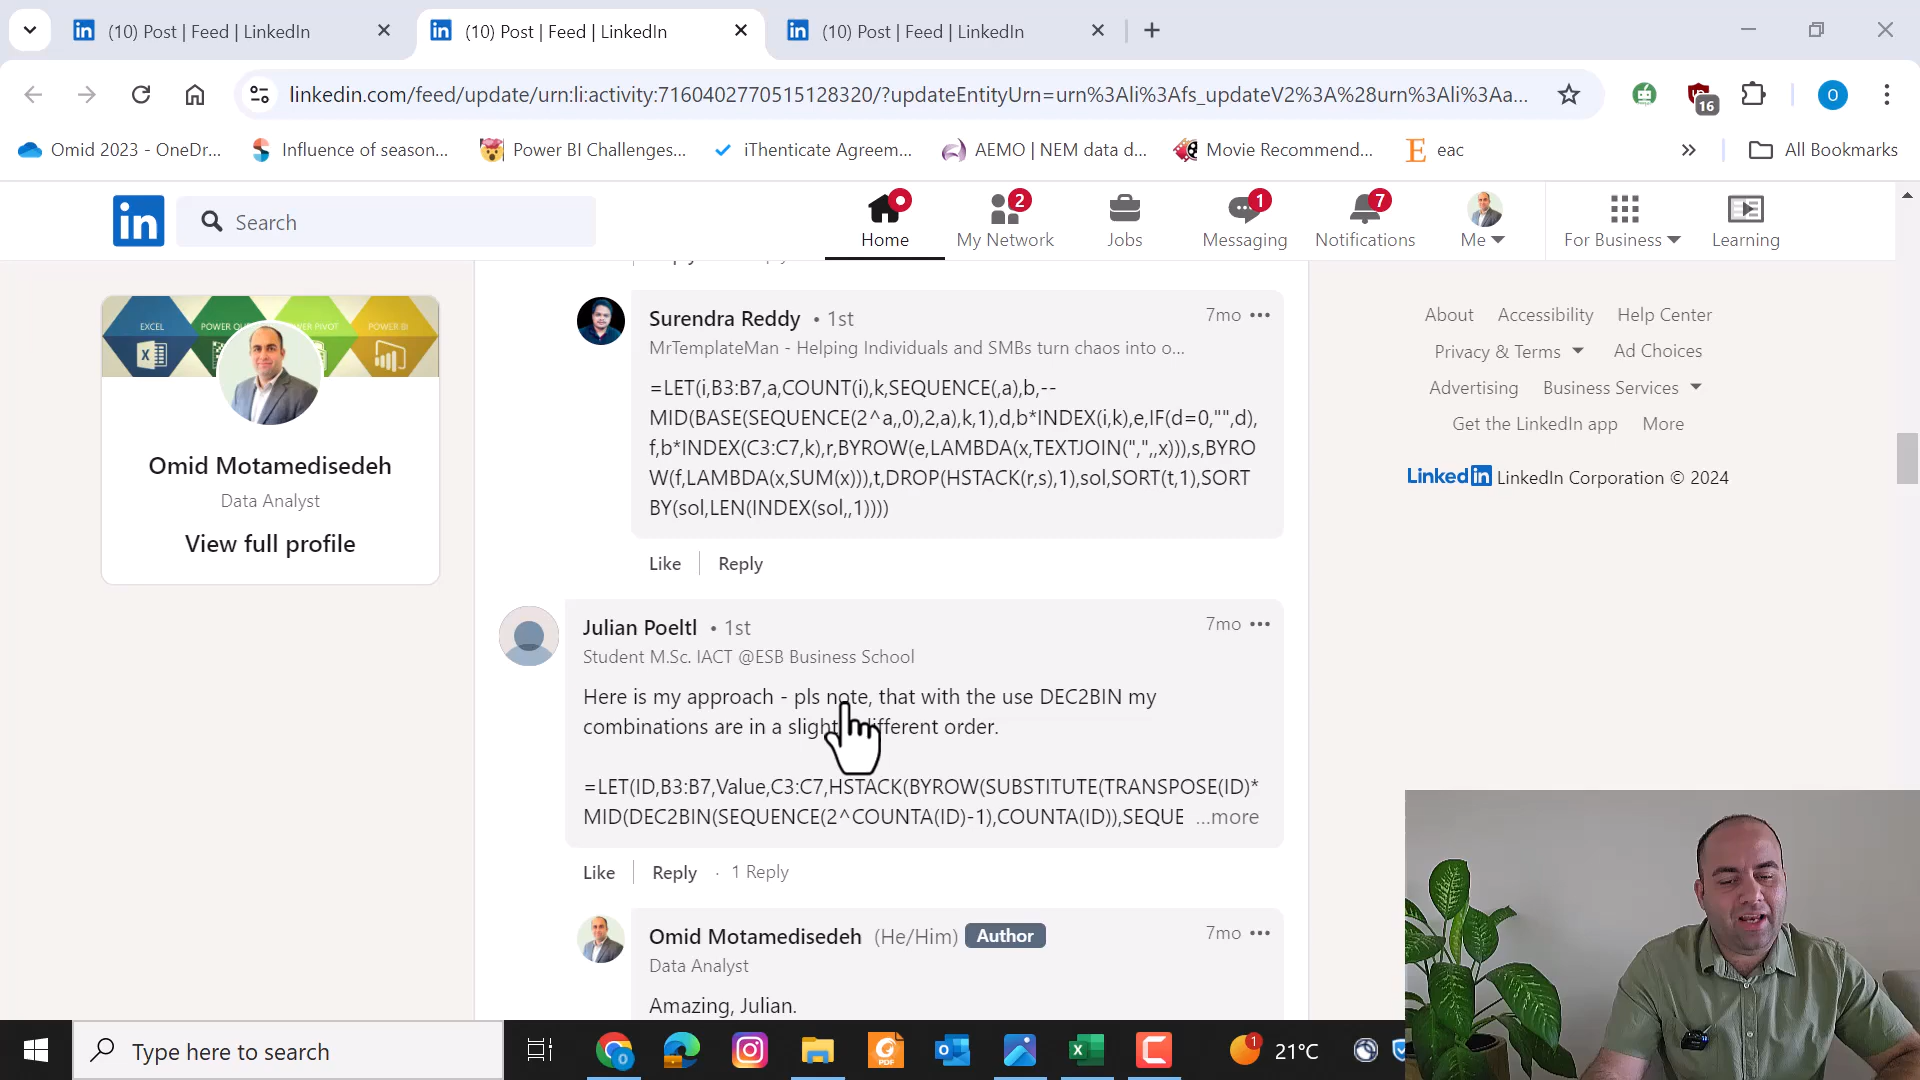 (10) Post | Feed | LinkedIn
(10) Post | Feed | LinkedIn
(10) Post | Feed | LinkedIn
linkedin.com/feed/update/urn:li:activity:7160402770515128320/?updateEntityUrn=urn%3Ali%3Afs_updateV2%3A%28urn%3Ali%3Aa...
16
O
Omid 2023 - OneDr...
Influence of season...
Power BI Challenges...
iThenticate Agreem...
AEMO | NEM data d...
Movie Recommend...
E eac
All Bookmarks
in
Search
Home
2
My Network
Jobs
1
Messaging
7
Notifications
Me
For Business
Learning
EXCEL
POWER BI
Omid Motamedisedeh
Data Analyst
View full profile
Surendra Reddy • 1st
7mo
MrTemplateMan - Helping Individuals and SMBs turn chaos into o...
=LET(i,B3:B7,a,COUNT(i),k,SEQUENCE(,a),b,--
MID(BASE(SEQUENCE(2^a,,0),2,a),k,1),d,b*INDEX(i,k),e,IF(d=0,"",d),
f,b*INDEX(C3:C7,k),r,BYROW(e,LAMBDA(x,TEXTJOIN(",",,x))),s,BYRO
W(f,LAMBDA(x,SUM(x))),t,DROP(HSTACK(r,s),1),sol,SORT(t,1),SORT
BY(sol,LEN(INDEX(sol,,1))))
Like
Reply
Julian Poeltl • 1st
7mo
Student M.Sc. IACT @ESB Business School
Here is my approach - pls note, that with the use DEC2BIN my
combinations are in a slight different order.
=LET(ID,B3:B7,Value,C3:C7,HSTACK(BYROW(SUBSTITUTE(TRANSPOSE(ID)*
MID(DEC2BIN(SEQUENCE(2^COUNTA(ID)-1),COUNTA(ID)),SEQUE ...more
Like
Reply · 1 Reply
Omid Motamedisedeh (He/Him) Author
7mo
Data Analyst
Amazing, Julian.
About Accessibility Help Center
Privacy & Terms Ad Choices
Advertising Business Services
Get the LinkedIn app More
LinkedIn LinkedIn Corporation © 2024
Type here to search
1
21°C